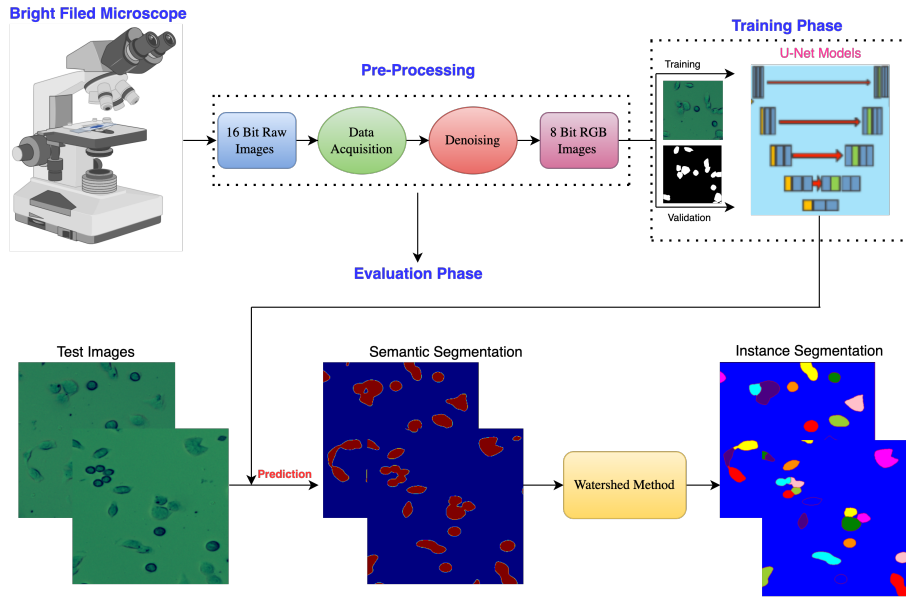 Bright Filed Microscope
Training Phase
U-Net Models
Pre-Processing
Training
16 Bit Raw
Images
Data
Acquisition
Denoising
8 Bit RGB
Images
Validation
Evaluation Phase
Test Images
Semantic Segmentation
Instance Segmentation
Prediction
Watershed Method